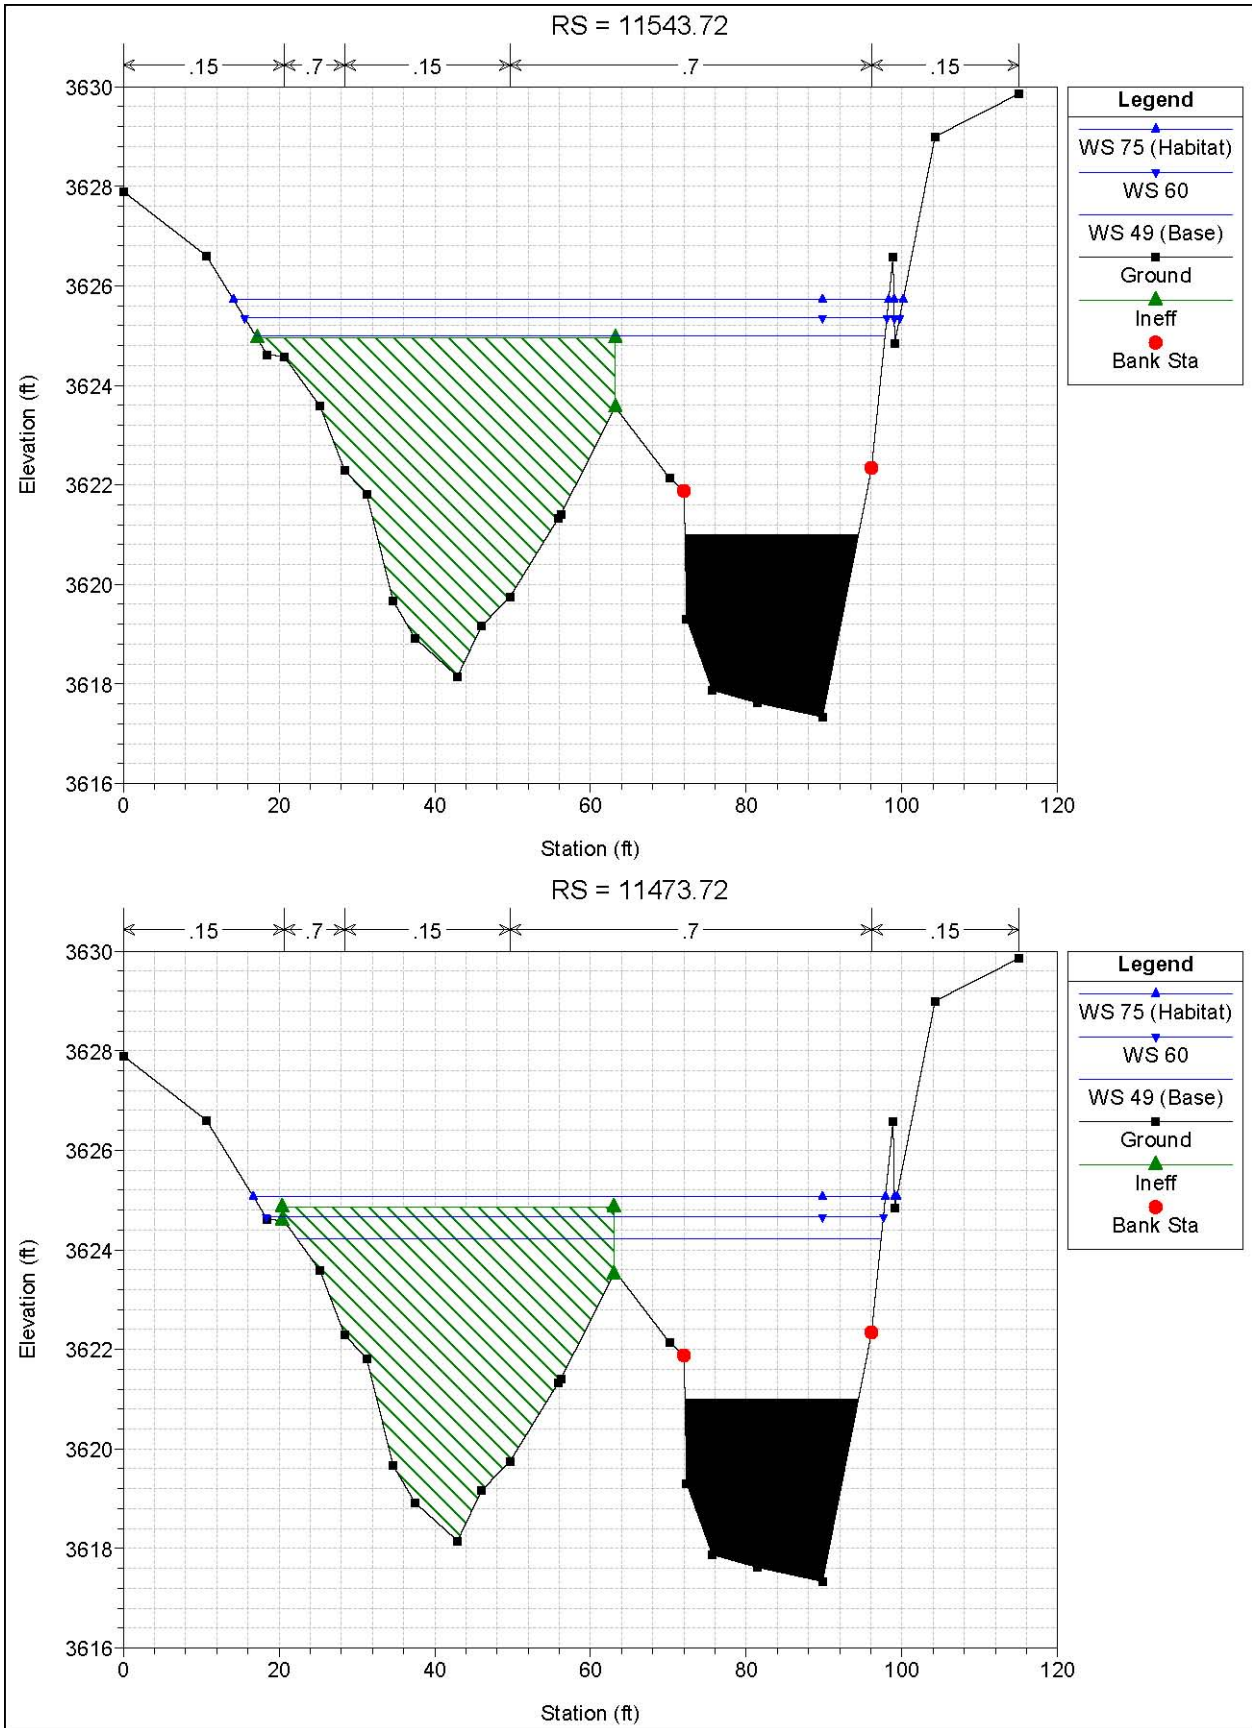 RS = 11543.72
.15 .7 .15 .7 .15
3630
3628
3626
3624
3622
3620
3618
3616
Elevation (ft)
0 20 40 60 80 100 120
Station (ft)
Legend
WS 75 (Habitat)
WS 60
WS 49 (Base)
Ground
Ineff
Bank Sta
RS = 11473.72
.15 .7 .15 .7 .15
3630
3628
3626
3624
3622
3620
3618
3616
Elevation (ft)
0 20 40 60 80 100 120
Station (ft)
Legend
WS 75 (Habitat)
WS 60
WS 49 (Base)
Ground
Ineff
Bank Sta